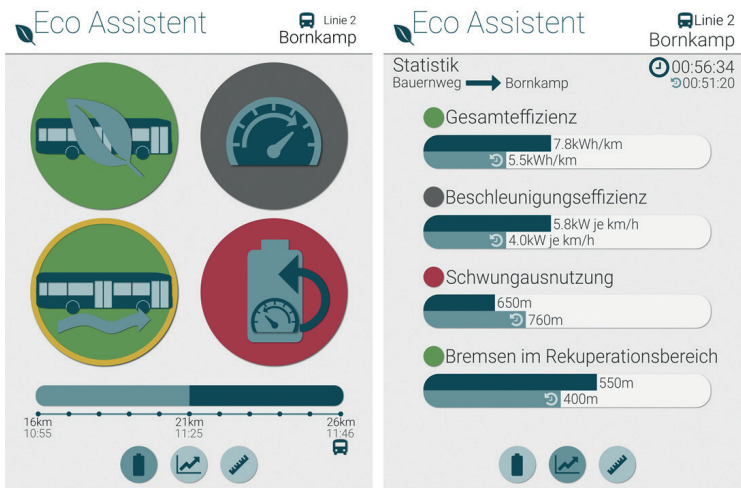 Eco Assistent
Linie 2
Bornkamp
16km
10:55
21km
11:25
26km
11:46
Eco Assistent
Linie 2
Bornkamp
Statistik
Bauernweg Bornkamp
00:56:34
00:51:20
Gesamteffizienz
7.8kWh/km
5.5kWh/km
Beschleunigungseffizienz
5.8kW je km/h
4.0kW je km/h
Schwungausnutzung
650m
760m
Bremsen im Rekuperationsbereich
550m
400m